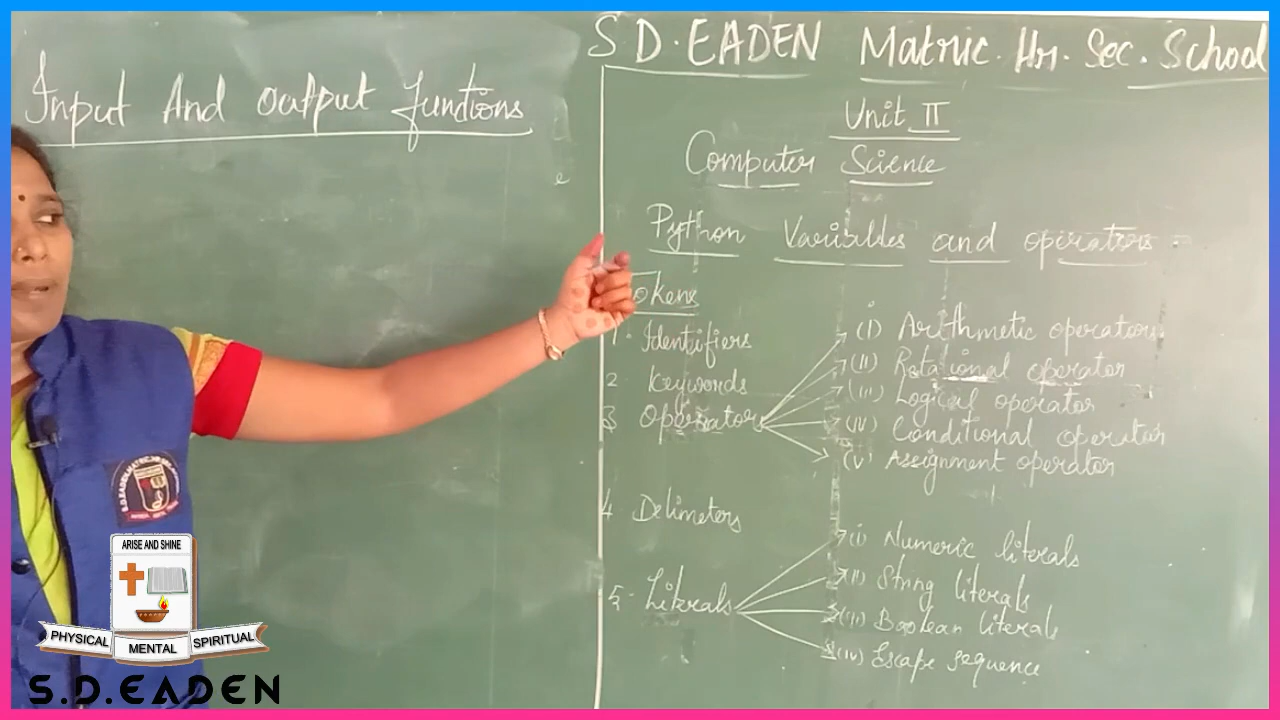 Input And Output functions
S.D.EADEN Matric. Hr. Sec. School
Unit II
Computer Science
Python Variables and operators
Tokens
1. Identifiers
2. Keywords
3 Operators
(i) Arithmetic operators
(ii) Rotational operator
(iii) Logical operator
(iv) Conditional operator
(v) Assignment operator
4 Delimeters
5. Literals
(i) Numeric literals
(ii) String literals
(iii) Boolean literals
(iv) Escape sequence
ARISE AND SHINE
PHYSICAL MENTAL SPIRITUAL
S.D.EADEN